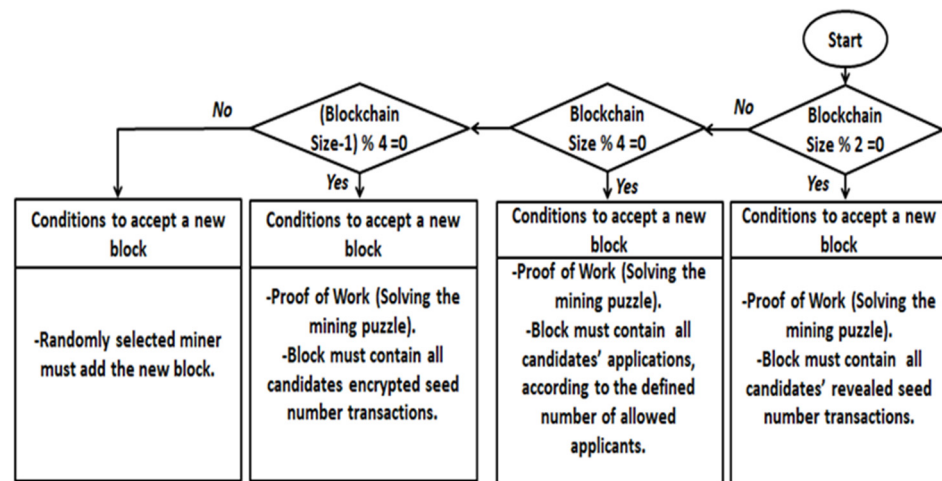 Start
Blockchain
Size % 2 =0
No
Yes
Blockchain
Size % 4 =0
Yes
(Blockchain
Size-1) % 4 =0
No
Yes
Conditions to accept a new
block
-Randomly selected miner
must add the new block.
Conditions to accept a new
block
-Proof of Work (Solving the
mining puzzle).
-Block must contain all
candidates encrypted seed
number transactions.
Conditions to accept a new
block
-Proof of Work (Solving the
mining puzzle).
-Block must contain all
candidates’ applications,
according to the defined
number of allowed
applicants.
Conditions to accept a new
block
-Proof of Work (Solving the
mining puzzle).
-Block must contain all
candidates’ revealed seed
number transactions.